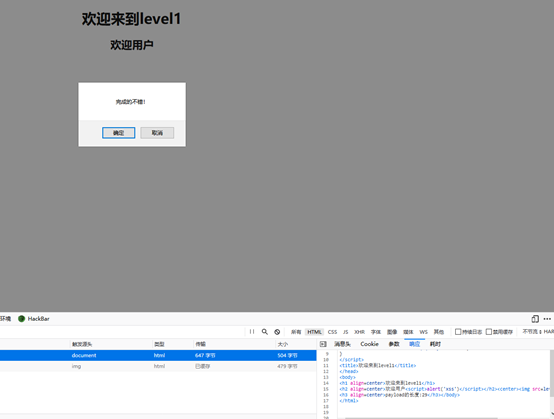 欢迎来到level1
欢迎用户
完成的不错!
确定 取消
环境 HackBar
所有 HTML CSS JS XHR 字体 图像 媒体 WS 其他 持续日志 禁用缓存 不节流 HAR
触发源头 类型 传输 大小
消息头 Cookie 参数 响应 耗时
document html 647 字节 504 字节
img html 已缓存 479 字节
9
10 </script>
11 <title>欢迎来到level1</title>
12 </head>
13 <body>
14 <h1 align=center>欢迎来到level1</h1>
15 <h2 align=center>欢迎用户<script>alert('xss')</script></h2><center><img src=lev
16 <h3 align=center>payload的长度:29</h3></body>
17 </html>
18
19